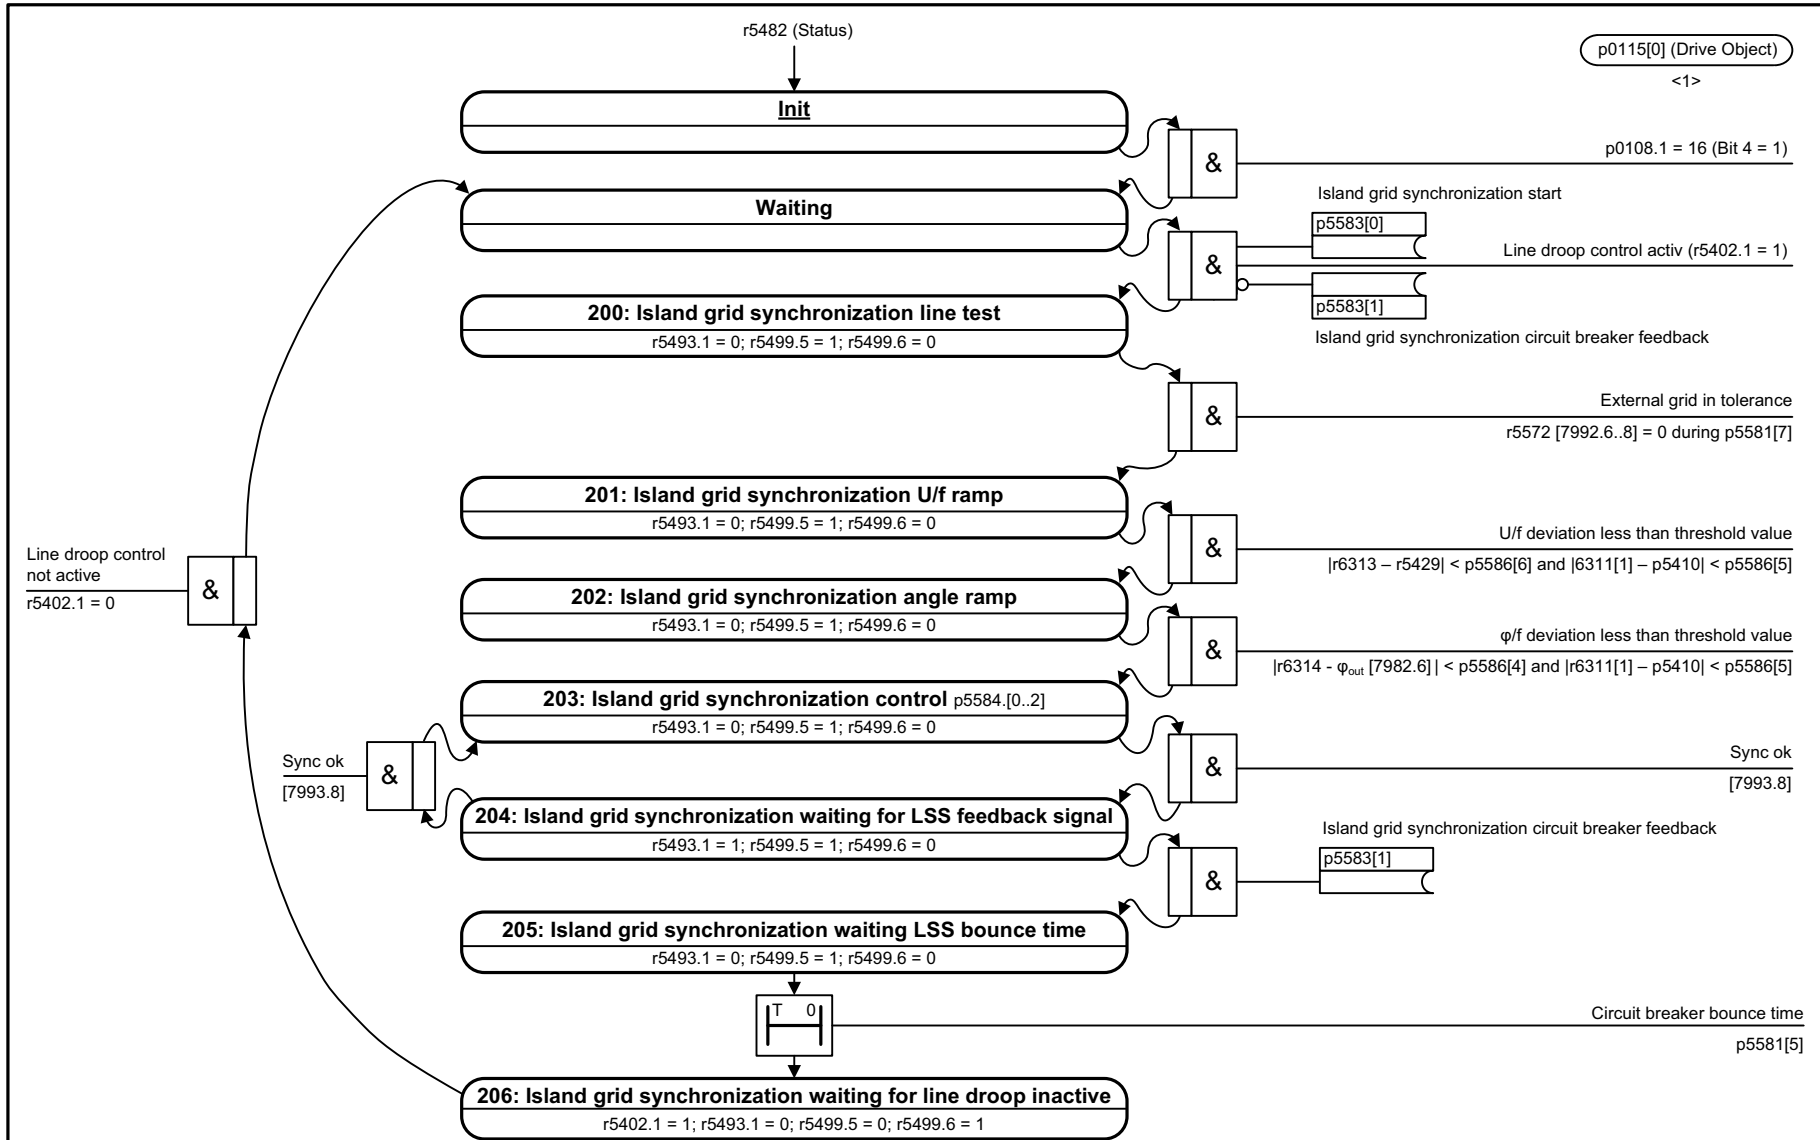 r5482 (Status)
p0115[0] (Drive Object)
<1>
Init
&
p0108.1 = 16 (Bit 4 = 1)
Waiting
Island grid synchronization start
p5583[0]
&
Line droop control activ (r5402.1 = 1)
p5583[1]
Island grid synchronization circuit breaker feedback
200: Island grid synchronization line test
r5493.1 = 0; r5499.5 = 1; r5499.6 = 0
&
External grid in tolerance
r5572 [7992.6..8] = 0 during p5581[7]
201: Island grid synchronization U/f ramp
r5493.1 = 0; r5499.5 = 1; r5499.6 = 0
&
U/f deviation less than threshold value
|r6313 – r5429| < p5586[6] and |6311[1] – p5410| < p5586[5]
Line droop control
not active
r5402.1 = 0
&
202: Island grid synchronization angle ramp
r5493.1 = 0; r5499.5 = 1; r5499.6 = 0
&
φ/f deviation less than threshold value
|r6314 - φout [7982.6] | < p5586[4] and |r6311[1] – p5410| < p5586[5]
203: Island grid synchronization control p5584.[0..2]
r5493.1 = 0; r5499.5 = 1; r5499.6 = 0
Sync ok
[7993.8]
&
&
Sync ok
[7993.8]
204: Island grid synchronization waiting for LSS feedback signal
r5493.1 = 1; r5499.5 = 1; r5499.6 = 0
Island grid synchronization circuit breaker feedback
p5583[1]
&
205: Island grid synchronization waiting LSS bounce time
r5493.1 = 0; r5499.5 = 1; r5499.6 = 0
T 0
Circuit breaker bounce time
p5581[5]
206: Island grid synchronization waiting for line droop inactive
r5402.1 = 1; r5493.1 = 0; r5499.5 = 0; r5499.6 = 1